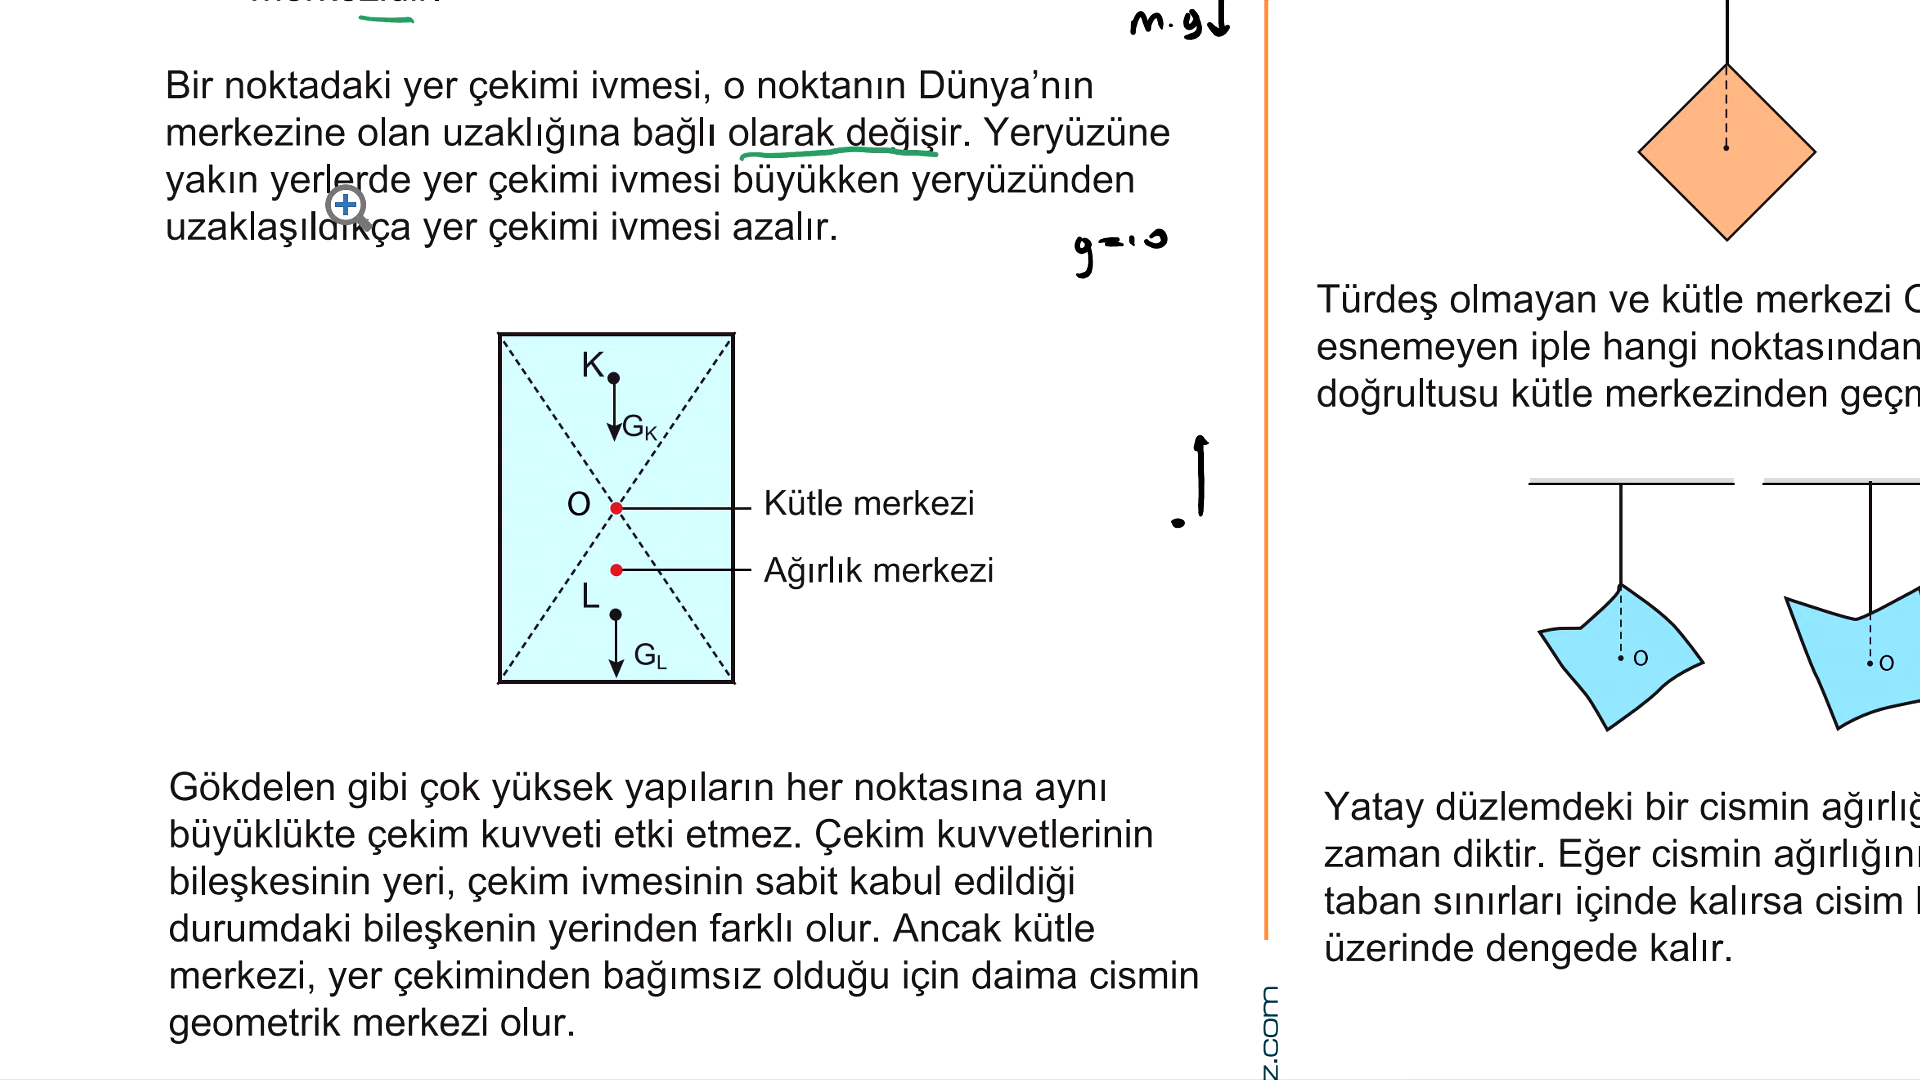 m.g↓
Bir noktadaki yer çekimi ivmesi, o noktanın Dünya’nın
merkezine olan uzaklığına bağlı olarak değişir. Yeryüzüne
yakın yerlerde yer çekimi ivmesi büyükken yeryüzünden
uzaklaşıldıkça yer çekimi ivmesi azalır.
g=10
K
GK
O
Kütle merkezi
Ağırlık merkezi
L
GL
Gökdelen gibi çok yüksek yapıların her noktasına aynı
büyüklükte çekim kuvveti etki etmez. Çekim kuvvetlerinin
bileşkesinin yeri, çekim ivmesinin sabit kabul edildiği
durumdaki bileşkenin yerinden farklı olur. Ancak kütle
merkezi, yer çekiminden bağımsız olduğu için daima cismin
geometrik merkezi olur.
z.com
Türdeş olmayan ve kütle merkezi
esnemeyen iple hangi noktasından
doğrultusu kütle merkezinden geçm
O
O
Yatay düzlemdeki bir cismin ağırlığ
zaman diktir. Eğer cismin ağırlığını
taban sınırları içinde kalırsa cisim
üzerinde dengede kalır.